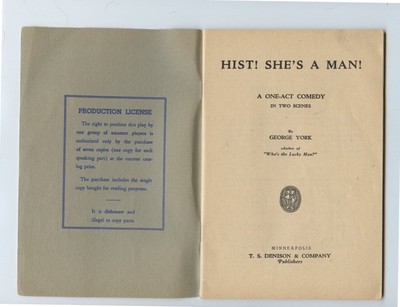 PRODUCTION LICENSE
The right to produce this play by
one group of amateur players is
authorized only by the purchase
of seven copies (one copy for each
speaking part) at the current cata-
log price.
The purchase includes the single
copy bought for reading purposes.
It is dishonest and
illegal to copy parts.
HIST! SHE'S A MAN!
A ONE-ACT COMEDY
IN TWO SCENES
By
GEORGE YORK
Author of
"Who's the Lucky Man?"
MINNEAPOLIS
T. S. DENISON & COMPANY
Publishers